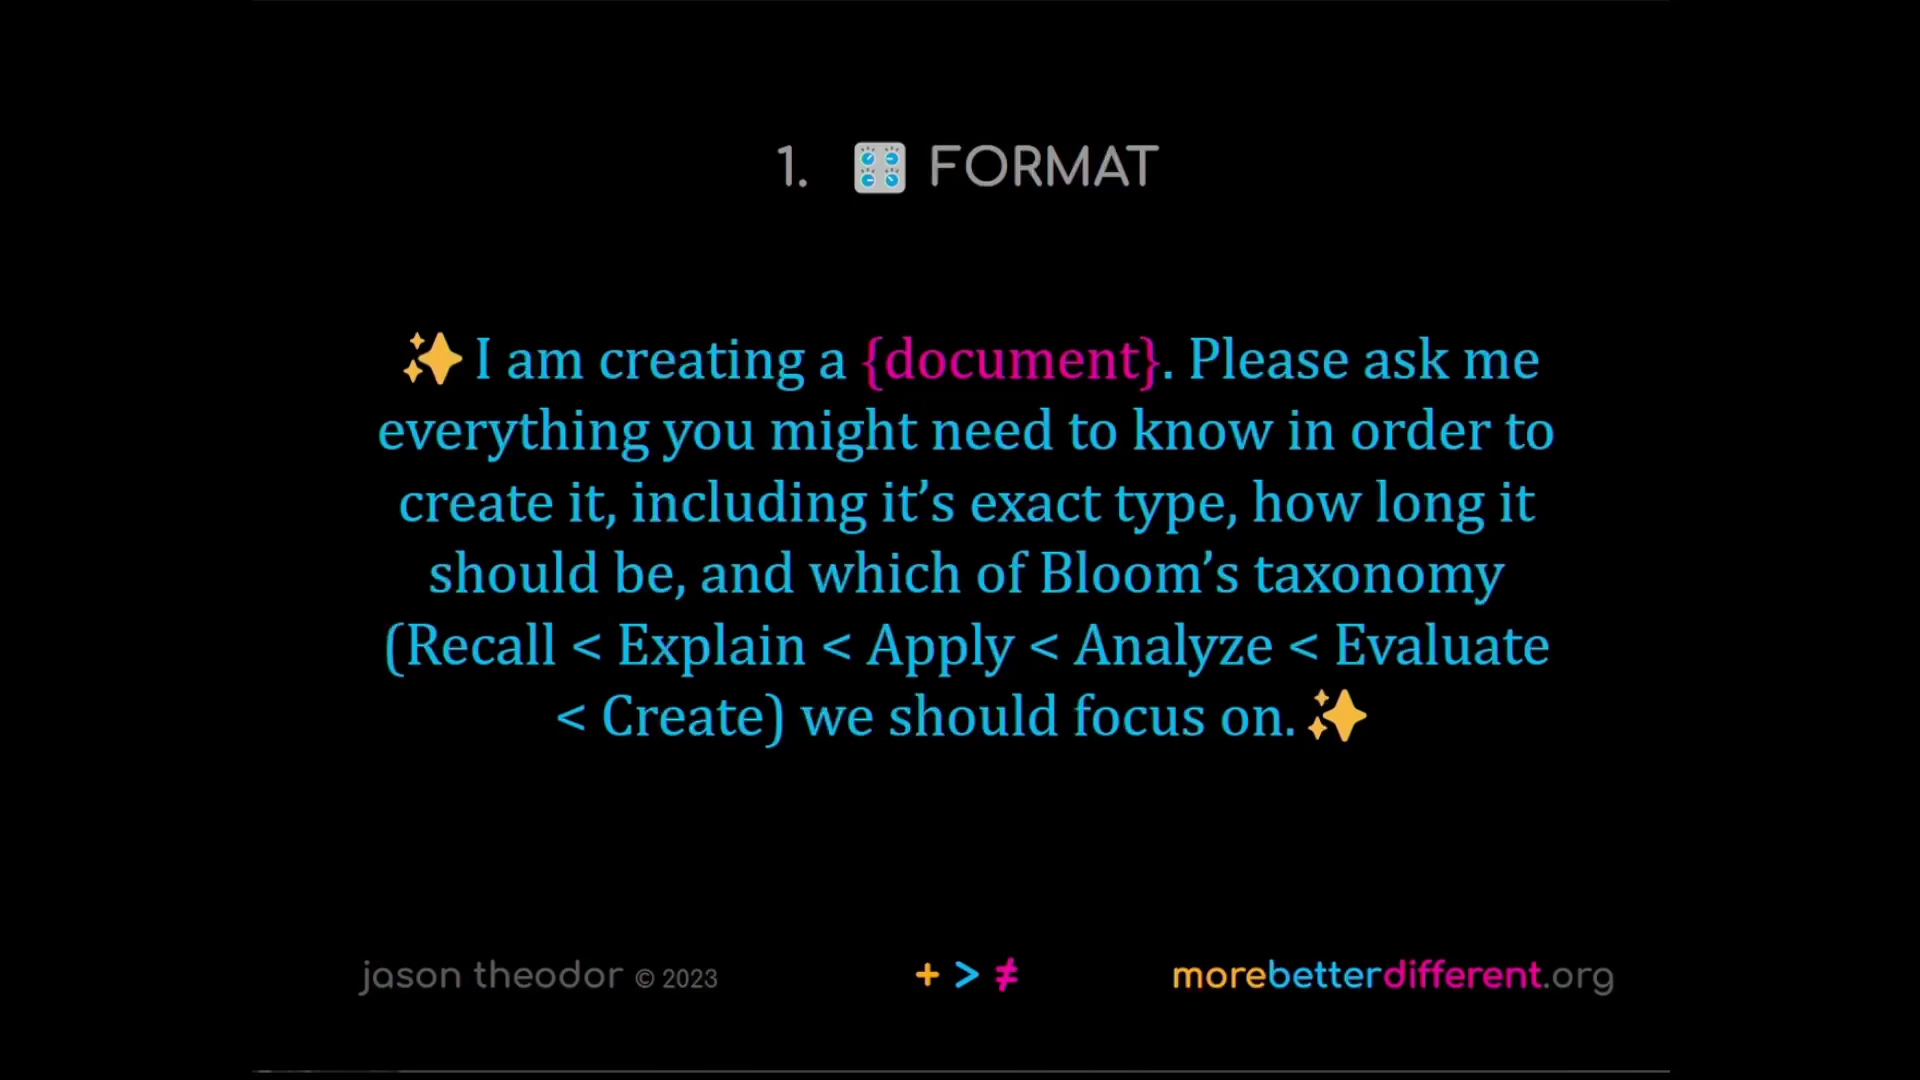 1. 🎛️ FORMAT
✨ I am creating a {document}. Please ask me
everything you might need to know in order to
create it, including it’s exact type, how long it
should be, and which of Bloom’s taxonomy
(Recall < Explain < Apply < Analyze < Evaluate
< Create) we should focus on. ✨
jason theodor © 2023
+ > ≠
morebetterdifferent.org